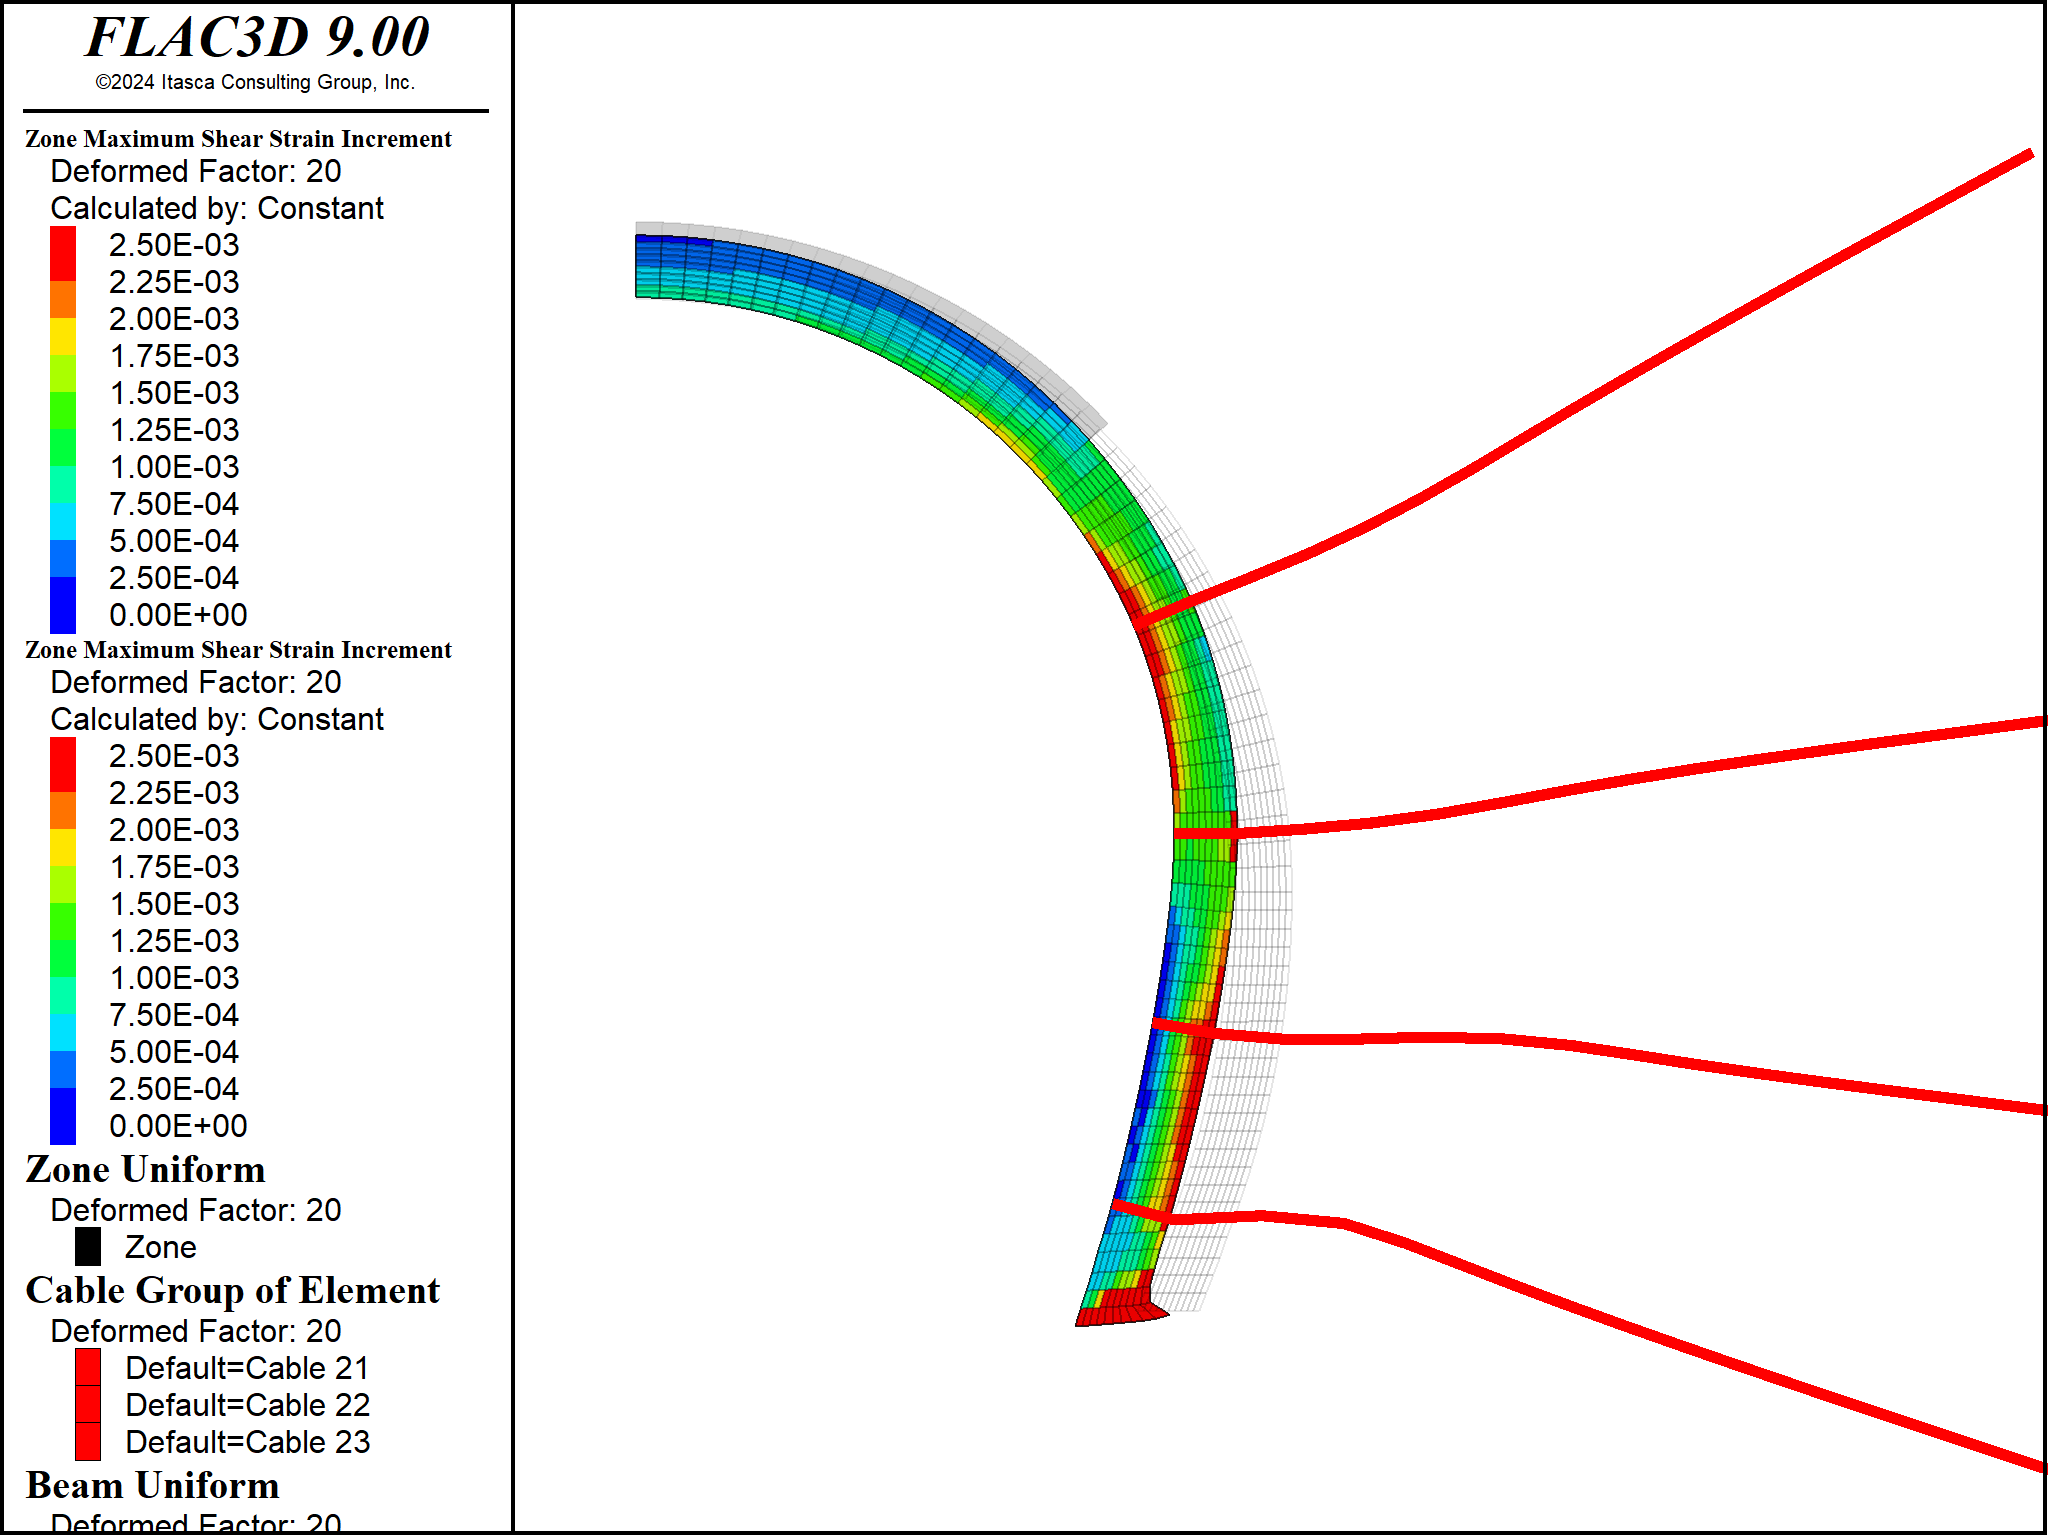 FLAC3D 9.00
©2024 Itasca Consulting Group, Inc.
Zone Maximum Shear Strain Increment
Deformed Factor: 20
Calculated by: Constant
2.50E-03
2.25E-03
2.00E-03
1.75E-03
1.50E-03
1.25E-03
1.00E-03
7.50E-04
5.00E-04
2.50E-04
0.00E+00
Zone Maximum Shear Strain Increment
Deformed Factor: 20
Calculated by: Constant
2.50E-03
2.25E-03
2.00E-03
1.75E-03
1.50E-03
1.25E-03
1.00E-03
7.50E-04
5.00E-04
2.50E-04
0.00E+00
Zone Uniform
Deformed Factor: 20
Zone
Cable Group of Element
Deformed Factor: 20
Default=Cable 21
Default=Cable 22
Default=Cable 23
Beam Uniform
Deformed Factor: 20